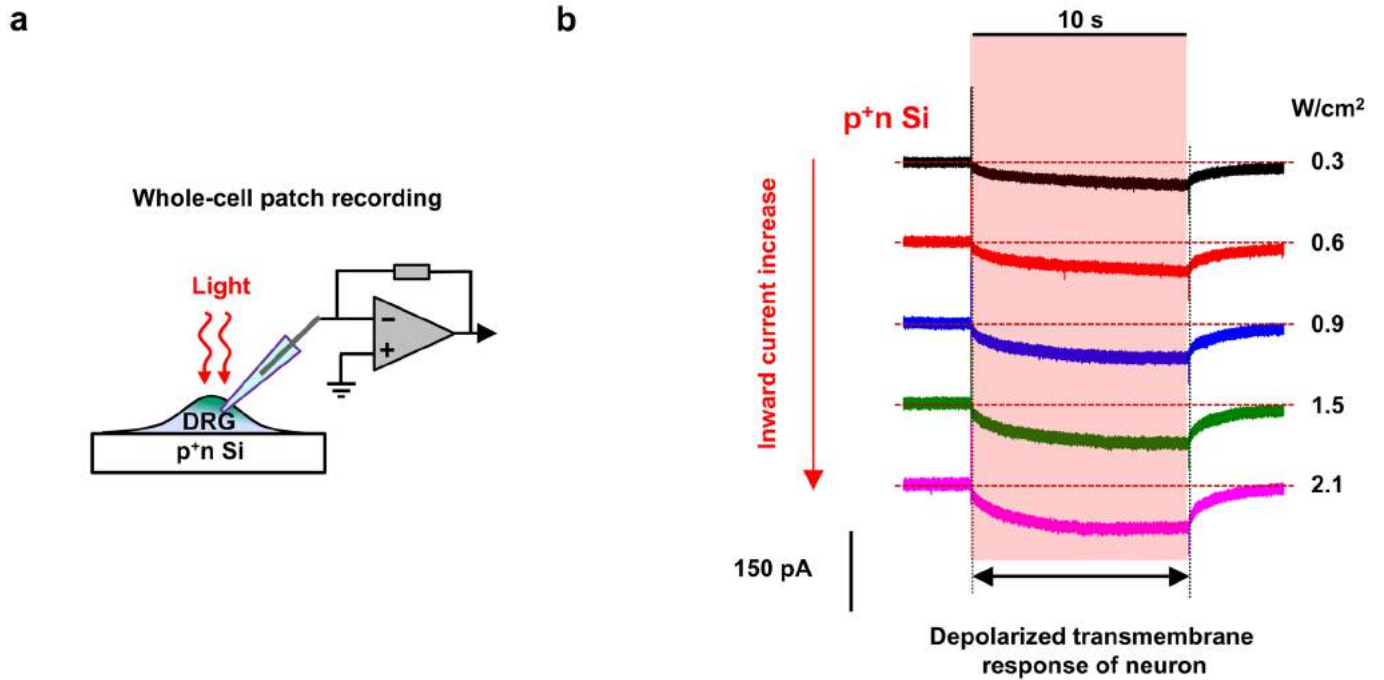 a
Whole-cell patch recording
Light
−
+
DRG
p⁺n Si
b
10 s
W/cm²
p⁺n Si
0.3
0.6
0.9
1.5
2.1
Inward current increase
150 pA
Depolarized transmembrane
response of neuron